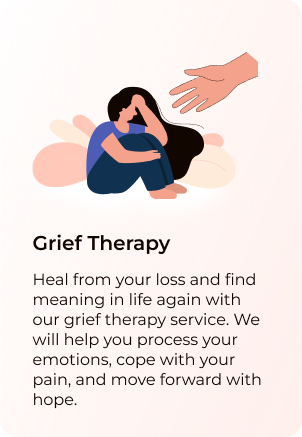 Grief Therapy
Heal from your loss and find
meaning in life again with
our grief therapy service. We
will help you process your
emotions, cope with your
pain, and move forward with
hope.